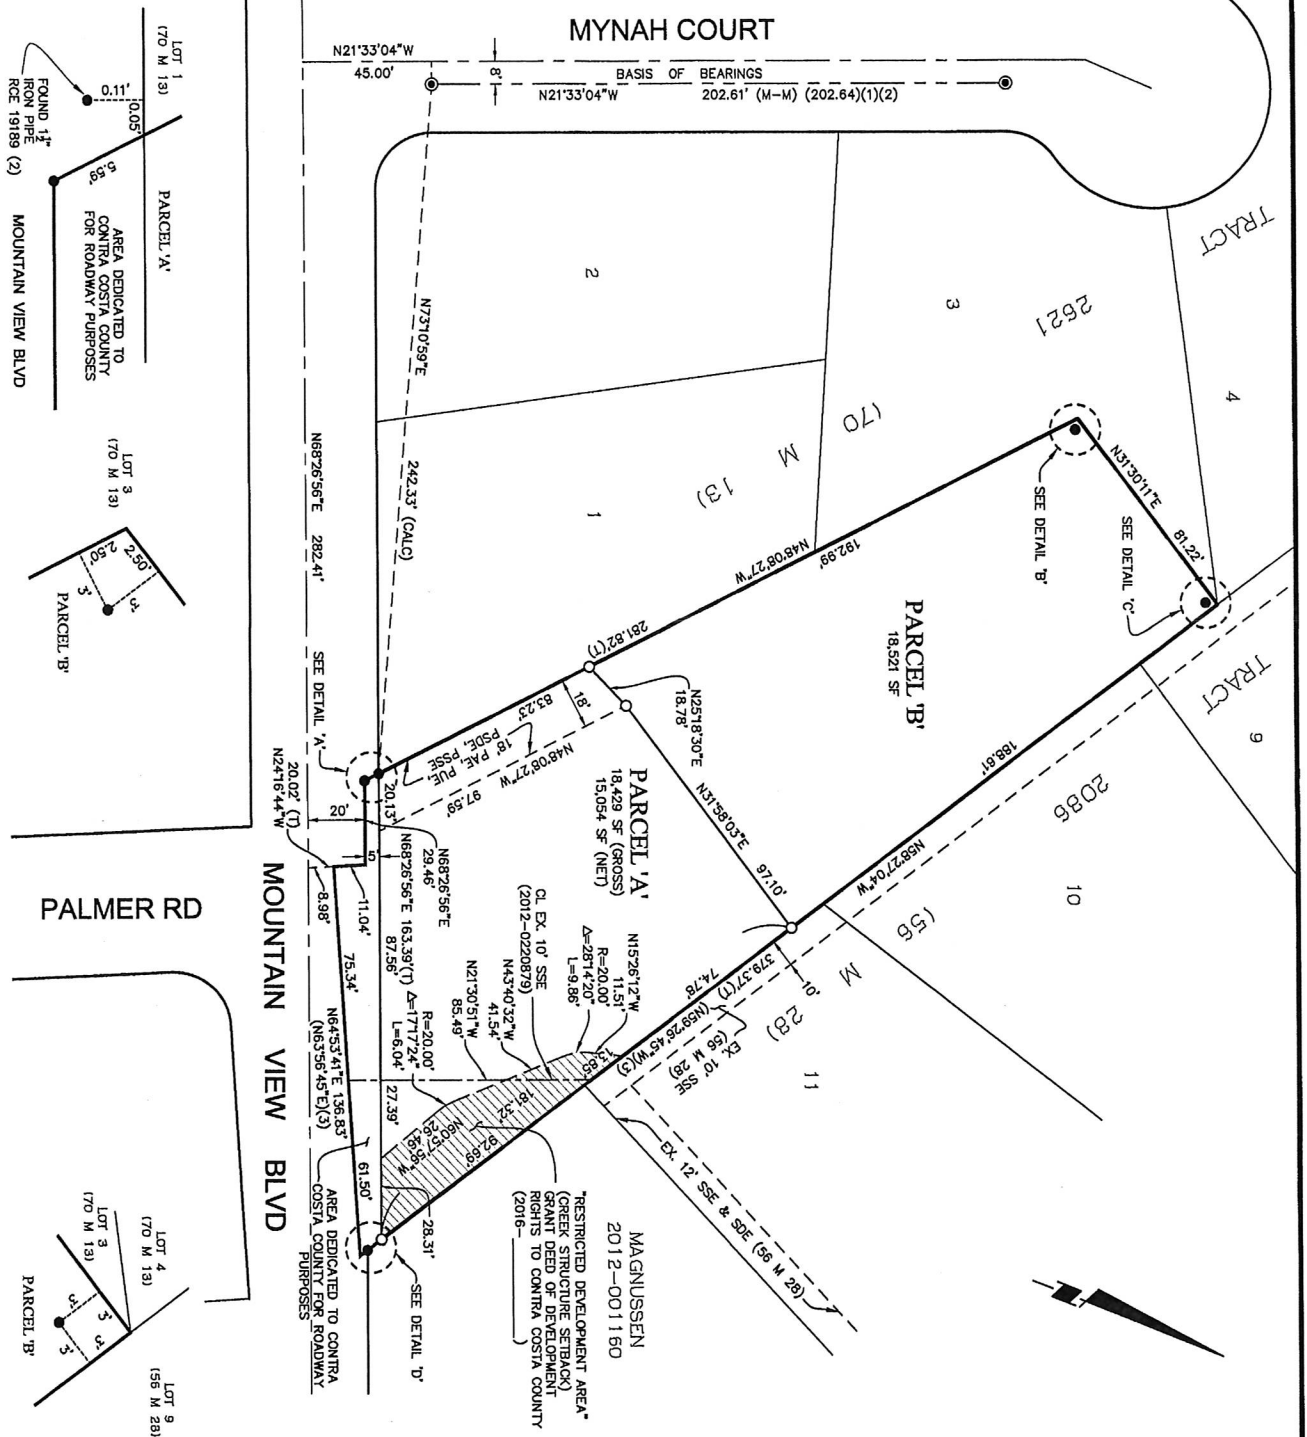 MYNAH COURT
N21°33'04"W
45.00'
8'
BASIS OF BEARINGS
N21°33'04"W 202.61' (M-M) (202.64)(1)(2)
LOT 1
(70 M 13)
0.11'
0.05'
FOUND 1½"
IRON PIPE
RCE 19189 (2)
5.59'
PARCEL 'A'
AREA DEDICATED TO
CONTRA COSTA COUNTY
FOR ROADWAY PURPOSES
MOUNTAIN VIEW BLVD
N73°10'59"E
242.33' (CALC)
N68°26'56"E 282.41'
2
3
1
TRACT
2621
(70
M
13)
4
N31°30'11"E
81.22'
SEE DETAIL 'B'
SEE DETAIL 'C'
192.99'
N48°08'27"W
281.82'(T)
PARCEL 'B'
18,521 SF
TRACT
2086
(56
M
28)
9
10
11
188.61'
N58°27'04"W
LOT 3
(70 M 13)
2.50'
2.50'
3'
3'
PARCEL 'B'
SEE DETAIL 'A'
N25°18'30"E
18.78'
83.23'
18'
18' PAE, PUE,
PSDE, PSSE
N48°08'27"W
97.59'
PARCEL 'A'
18,429 SF (GROSS)
15,054 SF (NET)
N31°58'03"E
97.10'
20.13'
20'
5'
N68°26'56"E
29.46'
20.02' (T)
N24°16'44"W
11.04'
8.98'
N68°26'56"E 163.39'(T)
87.56'
75.34'
N64°53'41"E 136.83'
(N63°56'45"E)(3)
CL EX. 10' SSE
(2012-0220879)
N15°26'12"W
11.51'
R=20.00'
Δ=28°14'20"
L=9.86'
N43°40'32"W
41.54'
N21°30'51"W
85.49'
R=20.00'
Δ=17°17'24"
L=6.04'
379.37'(T)
74.78'
10'
(N59°26'45"W)(3)
EX. 10' SSE
(56 M 28)
13.85'
181.32'
92.69'
N60°57'56"W
26.46'
27.39'
28.31'
61.50'
EX. 12' SSE & SDE (56 M 28)
MAGNUSSEN
2012-001160
"RESTRICTED DEVELOPMENT AREA"
(CREEK STRUCTURE SETBACK)
GRANT DEED OF DEVELOPMENT
RIGHTS TO CONTRA COSTA COUNTY
(2016-________)
SEE DETAIL 'D'
AREA DEDICATED TO CONTRA
COSTA COUNTY FOR ROADWAY
PURPOSES
PALMER RD
MOUNTAIN VIEW BLVD
LOT 4
(70 M 13)
LOT 3
(70 M 13)
3'
3'
3'
3'
PARCEL 'B'
LOT 9
(56 M 28)